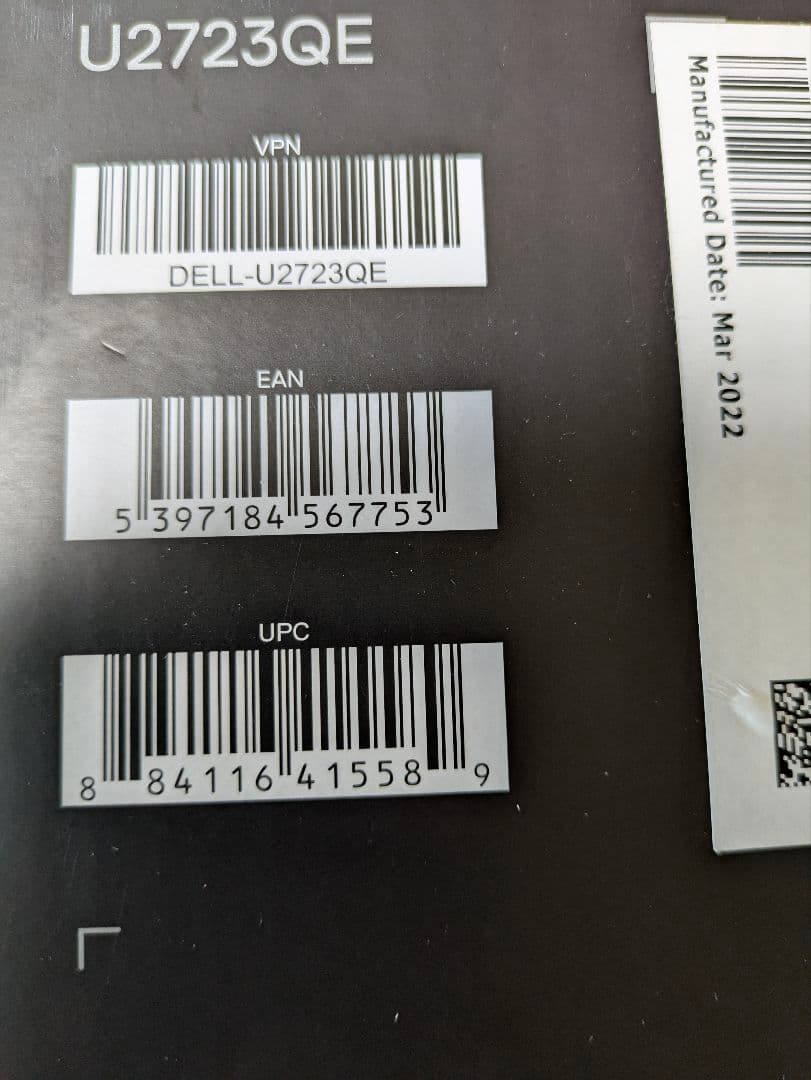 U2723QE
VPN
DELL-U2723QE
EAN
5 397184 567753
UPC
8 84116 41558 9
Manufactured Date: Mar 2022